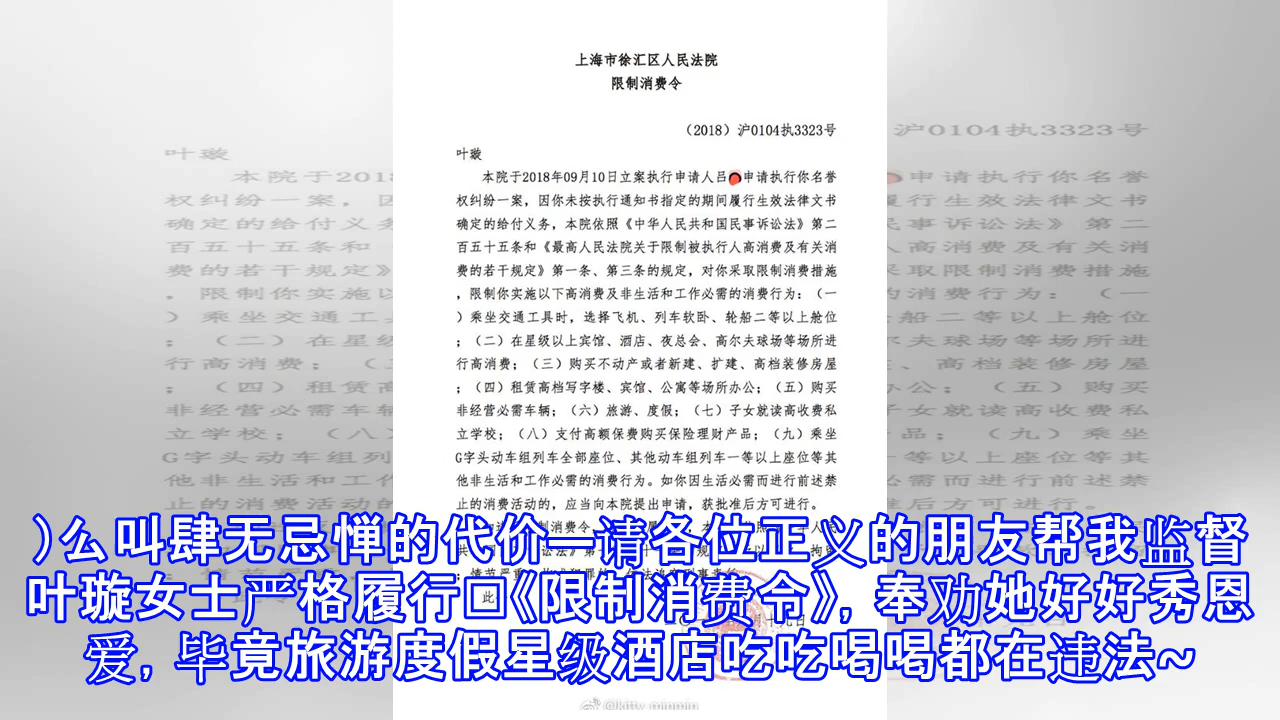 上海市徐汇区人民法院
限制消费令
（2018）沪0104执3323号
叶璇
本院于2018年09月10日立案执行申请人吕 申请执行你名誉
权纠纷一案，因你未按执行通知书指定的期间履行生效法律文书
确定的给付义务，本院依照《中华人民共和国民事诉讼法》第二
百五十五条和《最高人民法院关于限制被执行人高消费及有关消
费的若干规定》第一条、第三条的规定，对你采取限制消费措施
，限制你实施以下高消费及非生活和工作必需的消费行为：（一
）乘坐交通工具时，选择飞机、列车软卧、轮船二等以上舱位
；（二）在星级以上宾馆、酒店、夜总会、高尔夫球场等场所进
行高消费；（三）购买不动产或者新建、扩建、高档装修房屋
；（四）租赁高档写字楼、宾馆、公寓等场所办公；（五）购买
非经营必需车辆；（六）旅游、度假；（七）子女就读高收费私
立学校；（八）支付高额保费购买保险理财产品；（九）乘坐
G字头动车组列车全部座位、其他动车组列车一等以上座位等其
他非生活和工作必需的消费行为。如你因生活必需而进行前述禁
止的消费活动的，应当向本院提出申请，获批准后方可进行。
)么叫肆无忌惮的代价—请各位正义的朋友帮我监督
叶璇女士严格履行□《限制消费令》，奉劝她好好秀恩
爱，毕竟旅游度假星级酒店吃吃喝喝都在违法~
@kitty-minmin